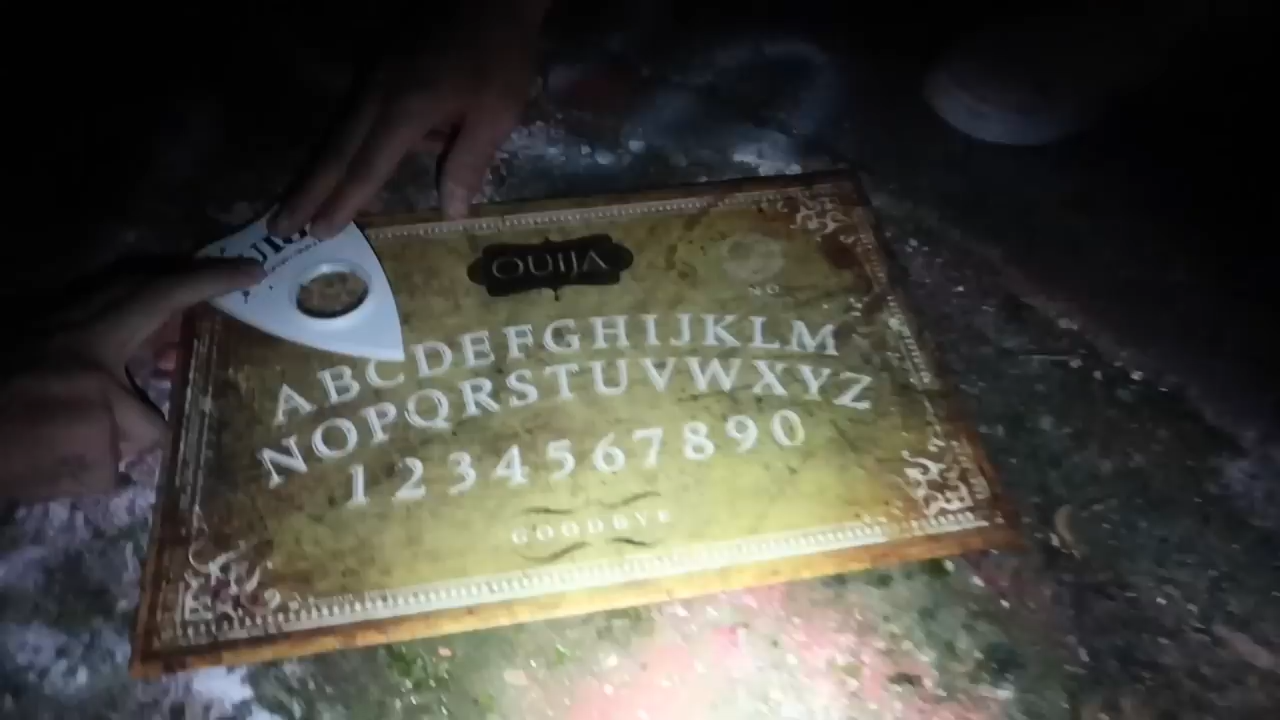 OUIJA
NO
ABCDEFGHIJKLM
NOPQRSTUVWXYZ
1234567890
GOODBYE